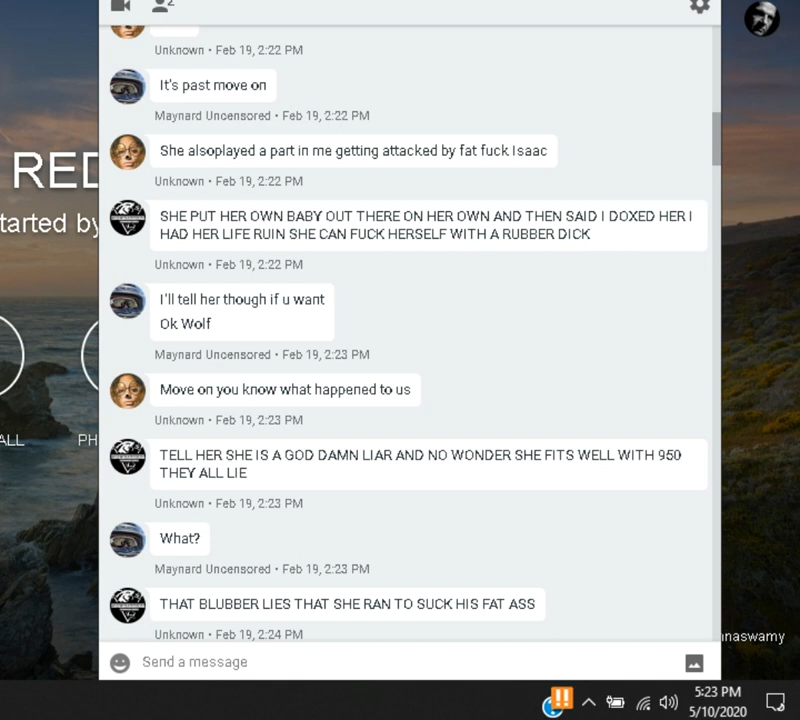 2
Unknown • Feb 19, 2:22 PM
It's past move on
Maynard Uncensored • Feb 19, 2:22 PM
She alsoplayed a part in me getting attacked by fat fuck Isaac
Unknown • Feb 19, 2:22 PM
SHE PUT HER OWN BABY OUT THERE ON HER OWN AND THEN SAID I DOXED HER I
HAD HER LIFE RUIN SHE CAN FUCK HERSELF WITH A RUBBER DICK
Unknown • Feb 19, 2:22 PM
I'll tell her though if u want
Ok Wolf
Maynard Uncensored • Feb 19, 2:23 PM
Move on you know what happened to us
Unknown • Feb 19, 2:23 PM
TELL HER SHE IS A GOD DAMN LIAR AND NO WONDER SHE FITS WELL WITH 950
THEY ALL LIE
Unknown • Feb 19, 2:23 PM
What?
Maynard Uncensored • Feb 19, 2:23 PM
THAT BLUBBER LIES THAT SHE RAN TO SUCK HIS FAT ASS
Unknown • Feb 19, 2:24 PM
Send a message
RED
tarted by
ALL
PH
nnaswamy
5:23 PM
5/10/2020